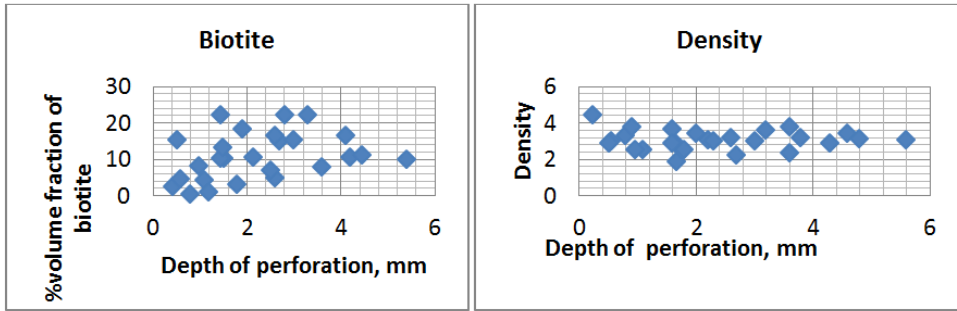 Biotite
%volume fraction of
biotite
30
20
10
0
0 2 4 6
Depth of perforation, mm
Density
Density
6
4
2
0
0 2 4 6
Depth of perforation, mm